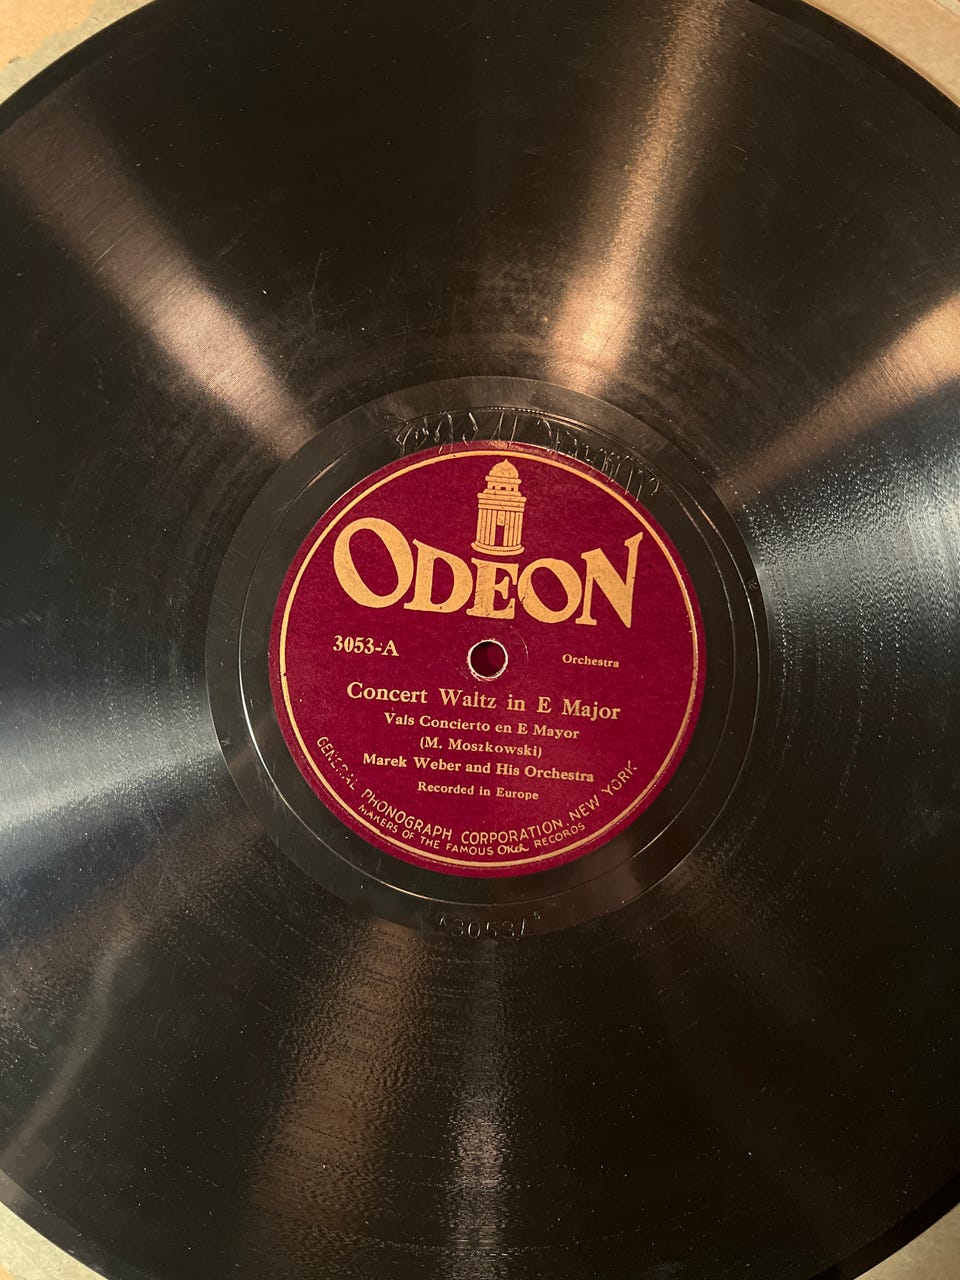 ODEON
3053-A
Orchestra
Concert Waltz in E Major
Vals Concierto en E Mayor
(M. Moszkowski)
Marek Weber and His Orchestra
Recorded in Europe
GENERAL PHONOGRAPH CORPORATION, NEW YORK
MAKERS OF THE FAMOUS OKeh RECORDS